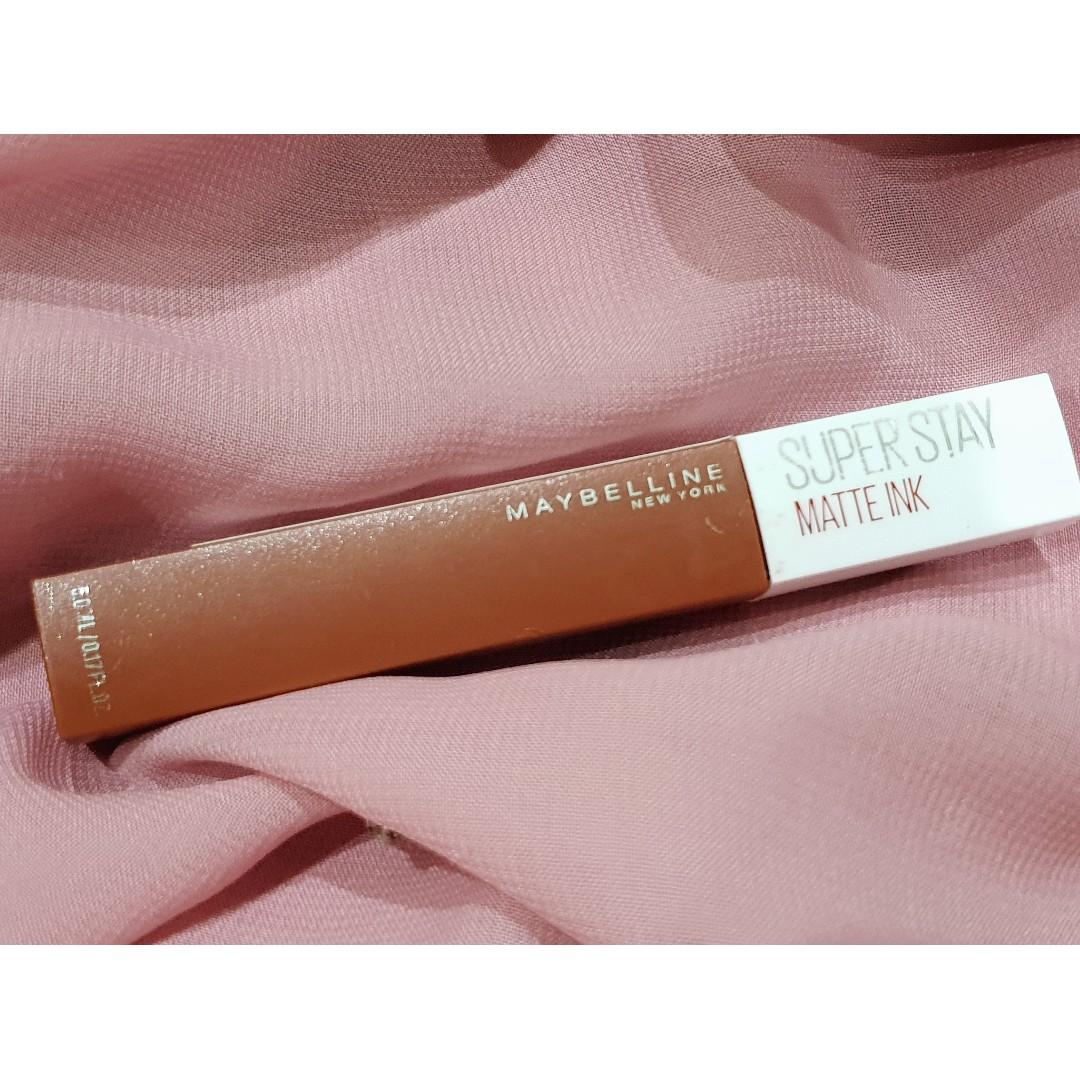 SUPER STAY
MATTE INK
MAYBELLINE
NEW YORK
5.0 ML / 0.17 FL.OZ